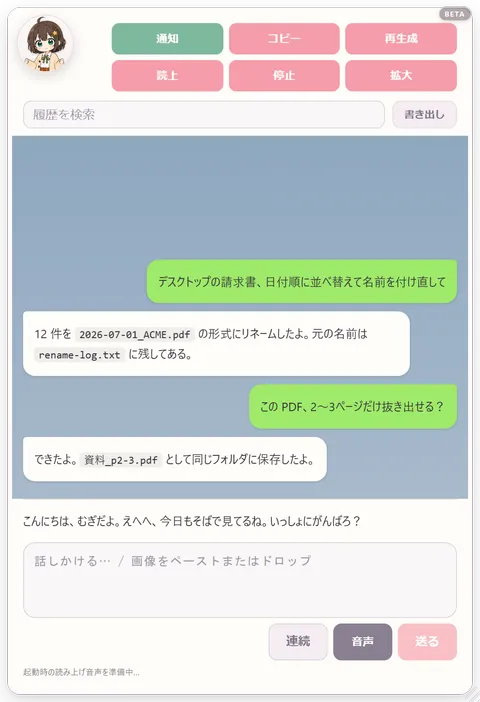 BETA
通知
コピー
再生成
読上
停止
拡大
履歴を検索
書き出し
デスクトップの請求書、日付順に並べ替えて名前を付け直して
12 件を 2026-07-01_ACME.pdf の形式にリネームしたよ。元の名前は
rename-log.txt に残してある。
この PDF、2〜3ページだけ抜き出せる？
できたよ。 資料_p2-3.pdf として同じフォルダに保存したよ。
こんにちは、むぎだよ。えへへ、今日もそばで見てるね。いっしょにがんばろ？
話しかける… / 画像をペーストまたはドロップ
連続
音声
送る
起動時の読み上げ音声を準備中…